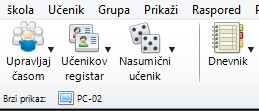 škola Učenik Grupa Prikaži Raspored
Upravljaj časom Učenikov registar Nasumični učenik Dnevnik
Brzi prikaz: PC-02